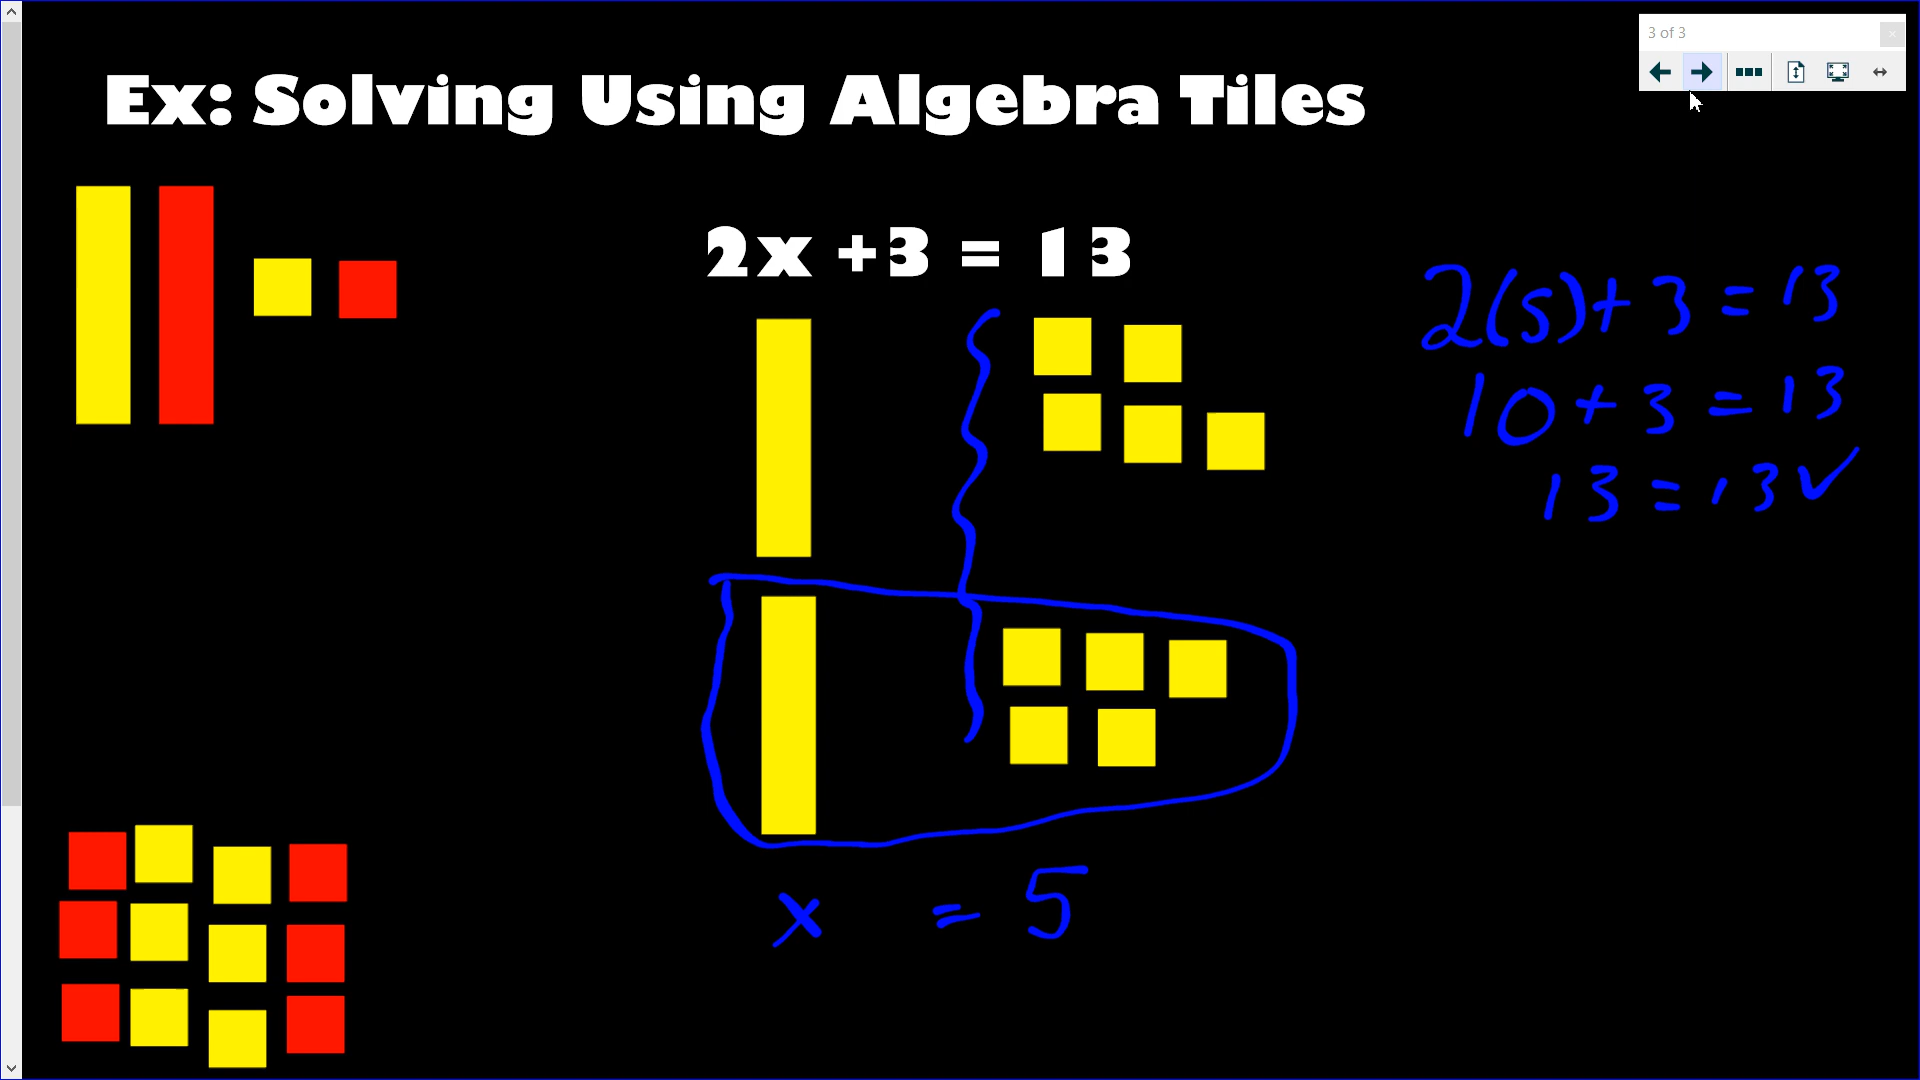 3 of 3
Ex: Solving Using Algebra Tiles
2x +3 = 13
2(5)+3=13
10+3=13
13=13✓
x = 5